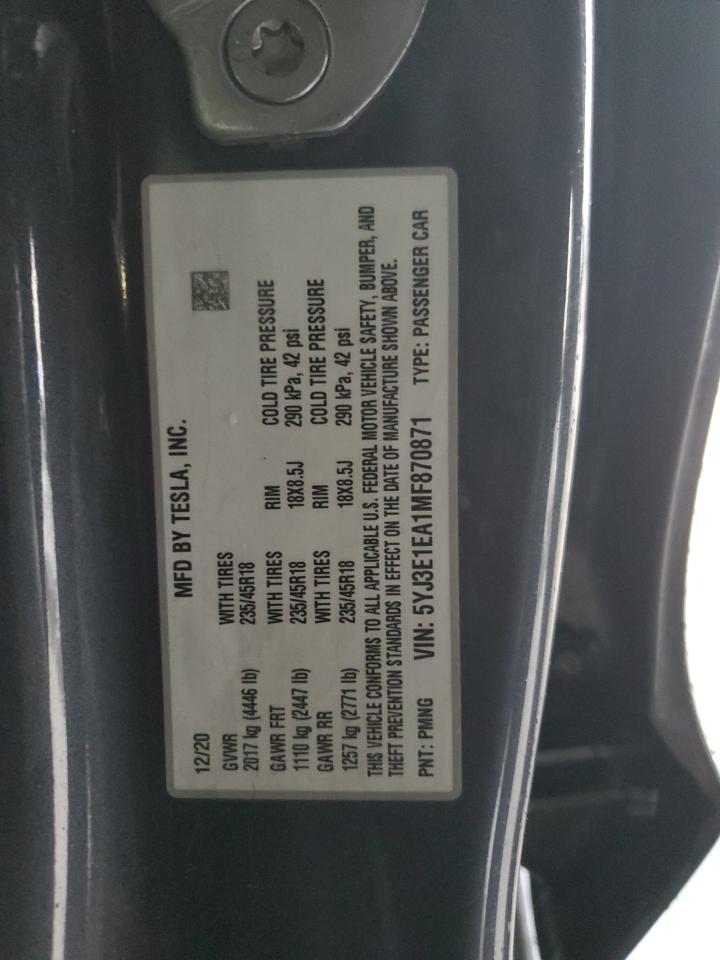 MFD BY TESLA, INC.
12/20
GVWR WITH TIRES
2017 kg (4446 lb) 235/45R18
GAWR FRT WITH TIRES RIM COLD TIRE PRESSURE
1110 kg (2447 lb) 235/45R18 18X8.5J 290 kPa, 42 psi
GAWR RR WITH TIRES RIM COLD TIRE PRESSURE
1257 kg (2771 lb) 235/45R18 18X8.5J 290 kPa, 42 psi
THIS VEHICLE CONFORMS TO ALL APPLICABLE U.S. FEDERAL MOTOR VEHICLE SAFETY, BUMPER, AND
THEFT PREVENTION STANDARDS IN EFFECT ON THE DATE OF MANUFACTURE SHOWN ABOVE.
PNT: PMNG VIN: 5YJ3E1EA1MF870871 TYPE: PASSENGER CAR